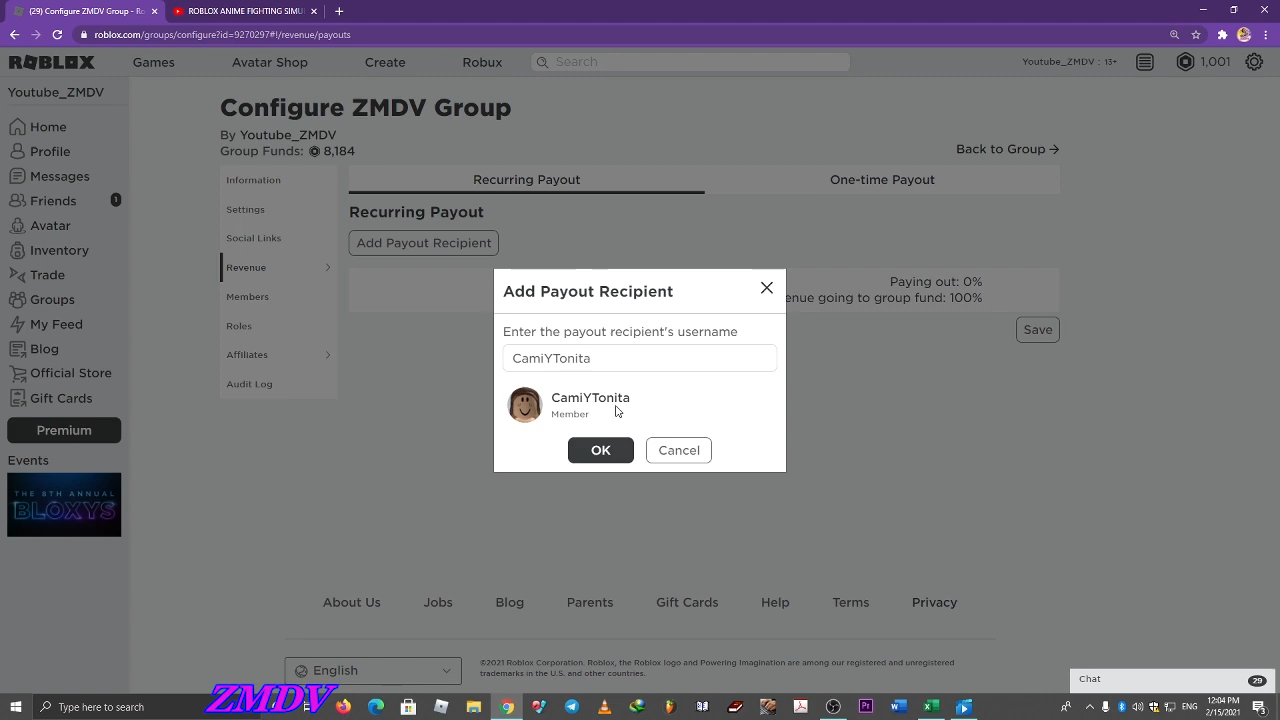 (29) Configure ZMDV Group - Ro
ROBLOX ANIME FIGHTING SIMU
roblox.com/groups/configure?id=9270297#!/revenue/payouts
ROBLOX
Games
Avatar Shop
Create
Robux
Search
Youtube_ZMDV : 13+
1,001
Youtube_ZMDV
Home
Profile
Messages
Friends
1
Avatar
Inventory
Trade
Groups
My Feed
Blog
Official Store
Gift Cards
Premium
Events
THE 8TH ANNUAL
BLOXYS
Configure ZMDV Group
By Youtube_ZMDV
Group Funds: 8,184
Back to Group
Information
Settings
Social Links
Revenue
Members
Roles
Affiliates
Audit Log
Recurring Payout
One-time Payout
Recurring Payout
Add Payout Recipient
Paying out: 0%
enue going to group fund: 100%
Save
Add Payout Recipient
Enter the payout recipient's username
CamiYTonita
CamiYTonita
Member
OK
Cancel
About Us
Jobs
Blog
Parents
Gift Cards
Help
Terms
Privacy
English
©2021 Roblox Corporation. Roblox, the Roblox logo and Powering Imagination are among our registered and unregistered
trademarks in the U.S. and other countries.
Chat
29
Type here to search
ZMDV
12:04 PM
12/15/2021